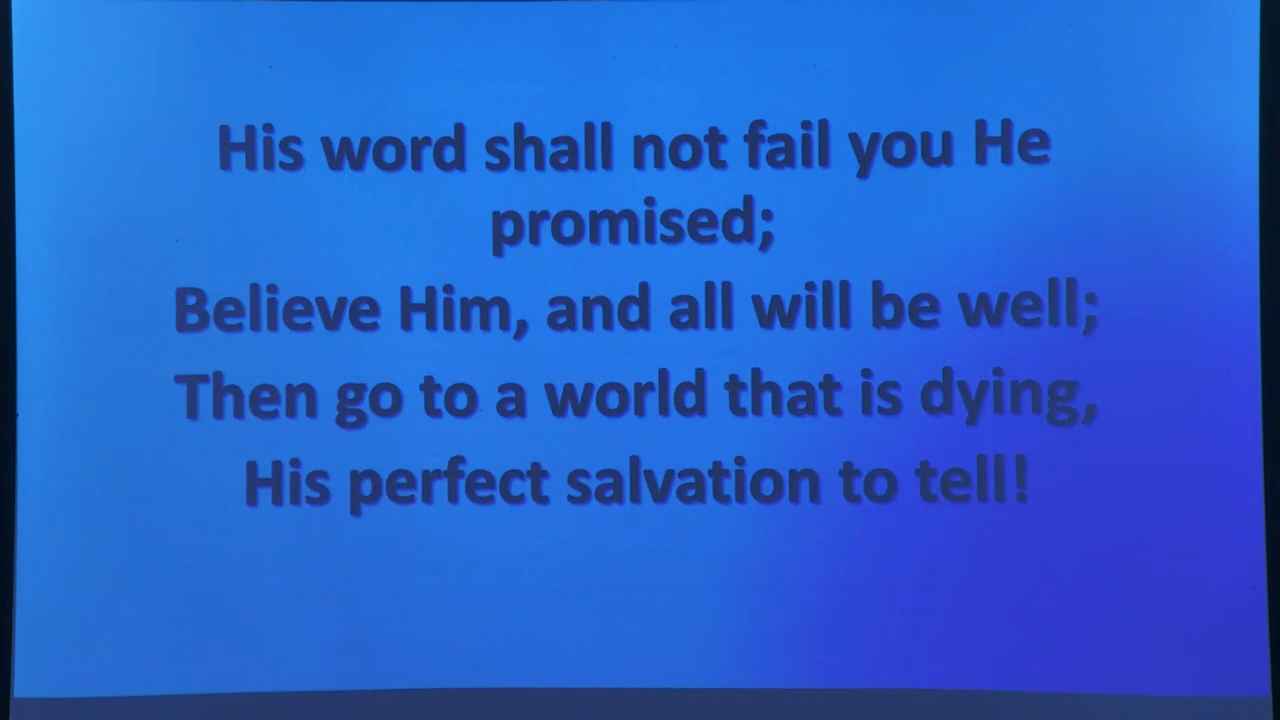 His word shall not fail you He
promised;
Believe Him, and all will be well;
Then go to a world that is dying,
His perfect salvation to tell!